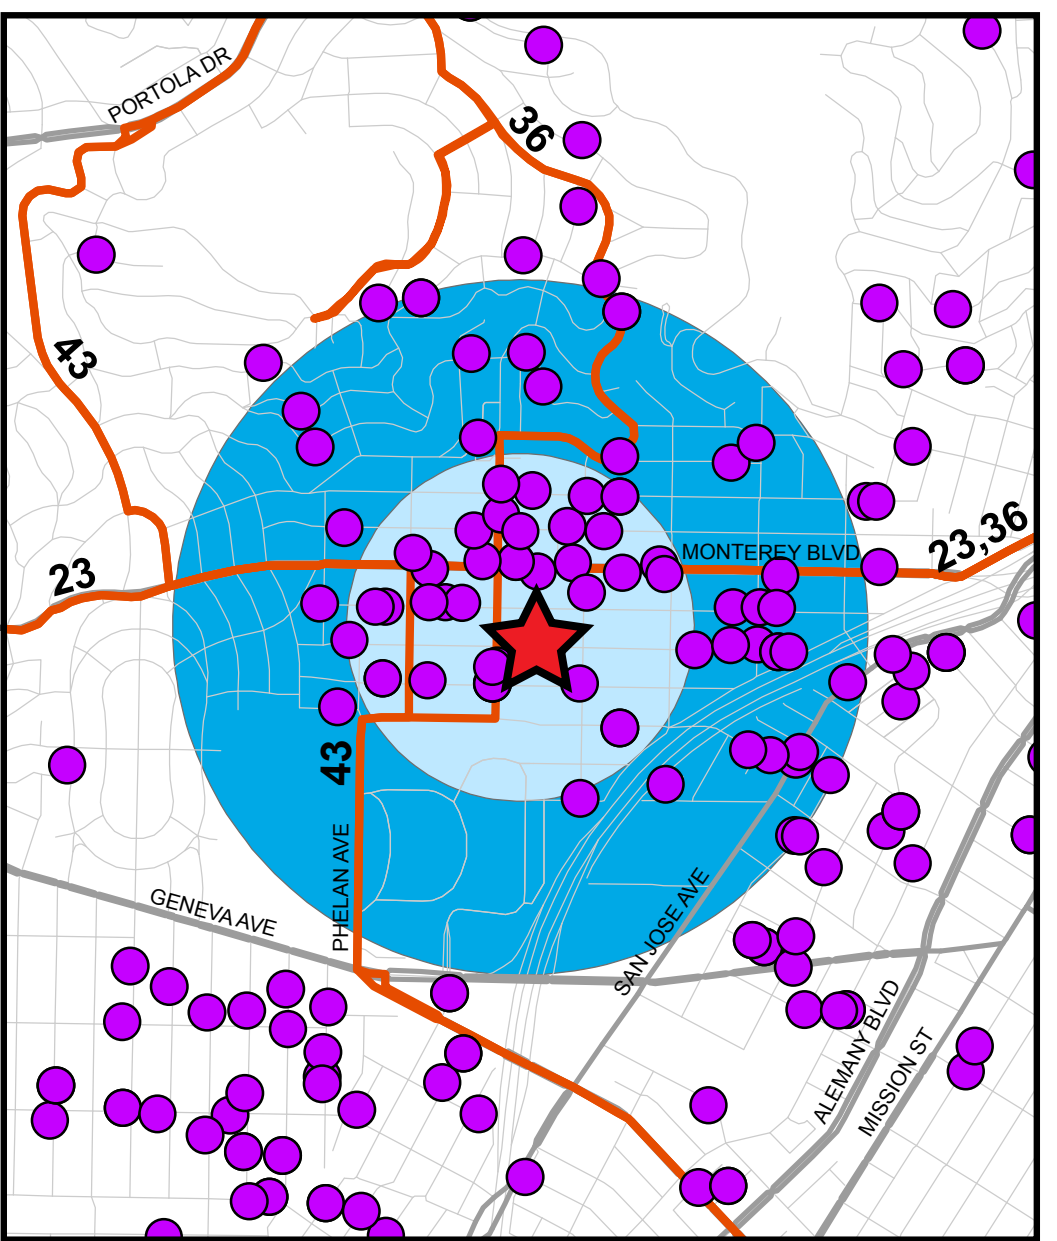 PORTOLA DR
36
43
23,36
MONTEREY BLVD
23
43
PHELAN AVE
SAN JOSE AVE
GENEVA AVE
ALEMANY BLVD
MISSION ST